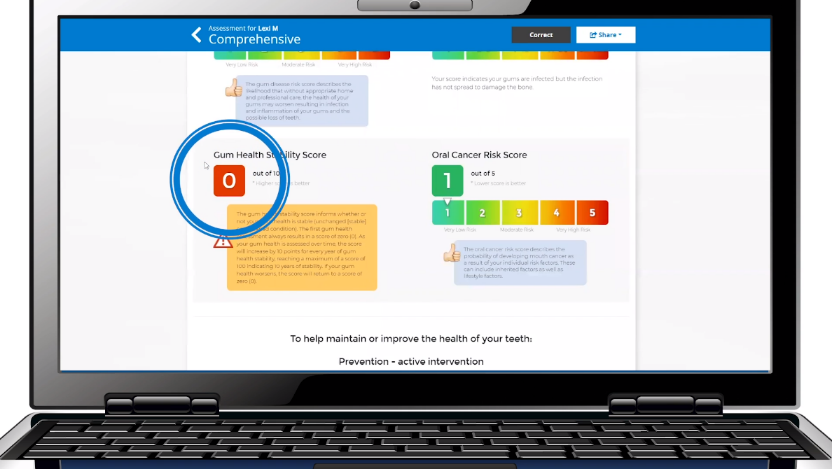 Assessment for Lexi M
Comprehensive
Correct
Share
Very Low Risk Moderate Risk Very High Risk
The gum disease risk score describes the
likelihood that without appropriate home
and professional care, the health of your
gums may worsen resulting in infection
and inflammation of your gums and the
possible loss of teeth.
Your score indicates your gums are infected but the infection
has not spread to damage the bone.
Gum Health Stability Score
0
out of 10
Higher score is better
The gum health stability score informs whether or
not your gum health is stable (unchanged)
condition. The first gum health
assessment always results in a score of zero (0). As
your gum health is assessed over time, the score
will increase by 10 points for every year of gum
health stability, reaching a maximum of a score of
100 indicating 10 years of stability. If your gum
health worsens, the score will return to a score of
zero (0).
Oral Cancer Risk Score
1
out of 5
* Lower score is better
1 2 3 4 5
Very Low Risk Moderate Risk Very High Risk
The oral cancer risk score describes the
probability of developing mouth cancer as
a result of your individual risk factors. These
can include inherited factors as well as
lifestyle factors.
To help maintain or improve the health of your teeth:
Prevention - active intervention